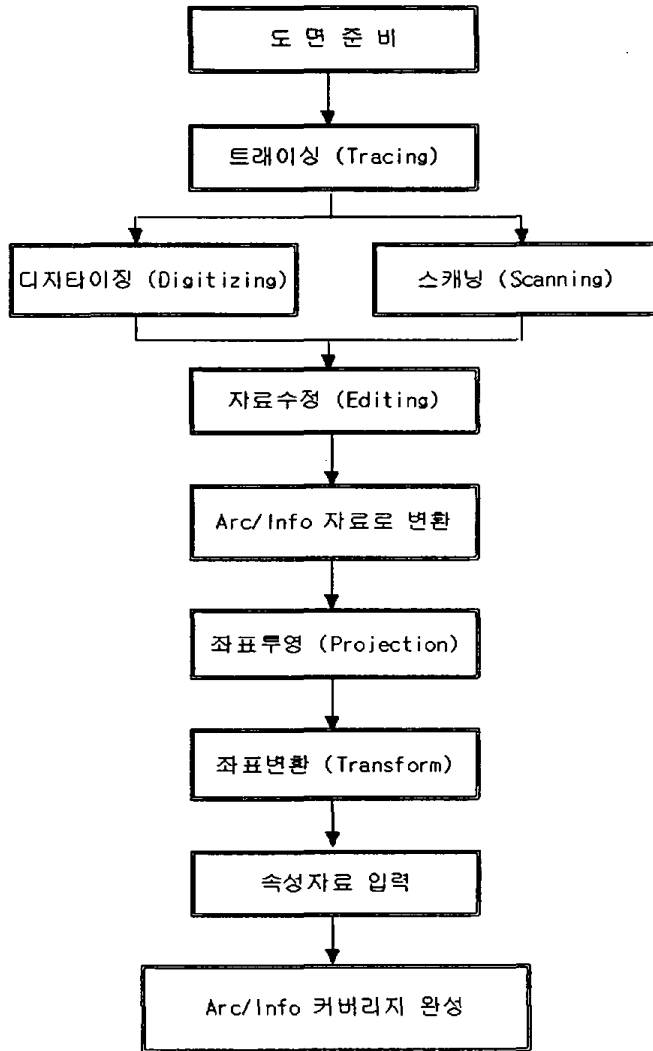 도 면 준 비
트래이싱 (Tracing)
디지타이징 (Digitizing)
스캐닝 (Scanning)
자료수정 (Editing)
Arc/Info 자료로 변환
좌표투영 (Projection)
좌표변환 (Transform)
속성자료 입력
Arc/Info 커버리지 완성